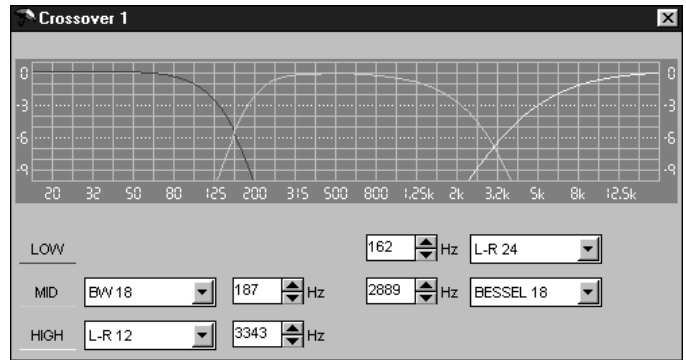 Crossover 1
0 0
-3 -3
-6 -6
-9 -9
20 32 50 80 125 200 315 500 800 1.25k 2k 3.2k 5k 8k 12.5k
LOW 162 Hz L-R 24
MID BW 18 187 Hz 2889 Hz BESSEL 18
HIGH L-R 12 3343 Hz